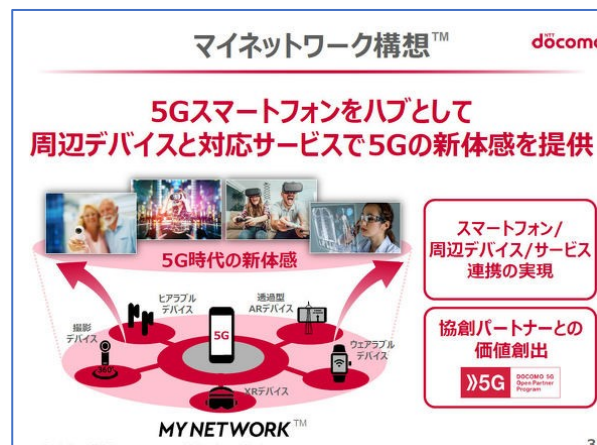 マイネットワーク構想™
NTT
döcomo
5Gスマートフォンをハブとして
周辺デバイスと対応サービスで5Gの新体感を提供
5G時代の新体感
ヒアラブル
デバイス
透過型
ARデバイス
撮影
デバイス
360°
5G
ウェアラブル
デバイス
XRデバイス
MY NETWORK™
スマートフォン/
周辺デバイス/サービス
連携の実現
協創パートナーとの
価値創出
5G
DOCOMO 5G
Open Partner
Program
3